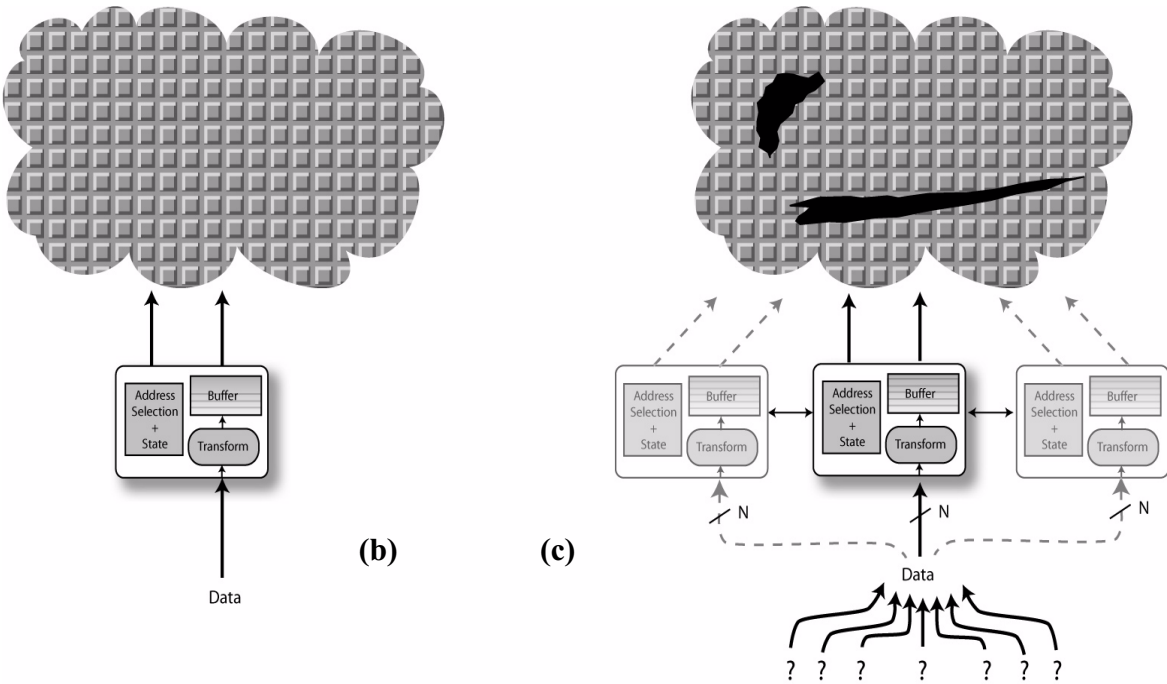 Address
Selection
+
State
Buffer
Transform
Data
(b)
Address
Selection
+
State
Buffer
Transform
N
Address
Selection
+
State
Buffer
Transform
N
Address
Selection
+
State
Buffer
Transform
N
(c)
Data
? ? ? ? ? ? ?